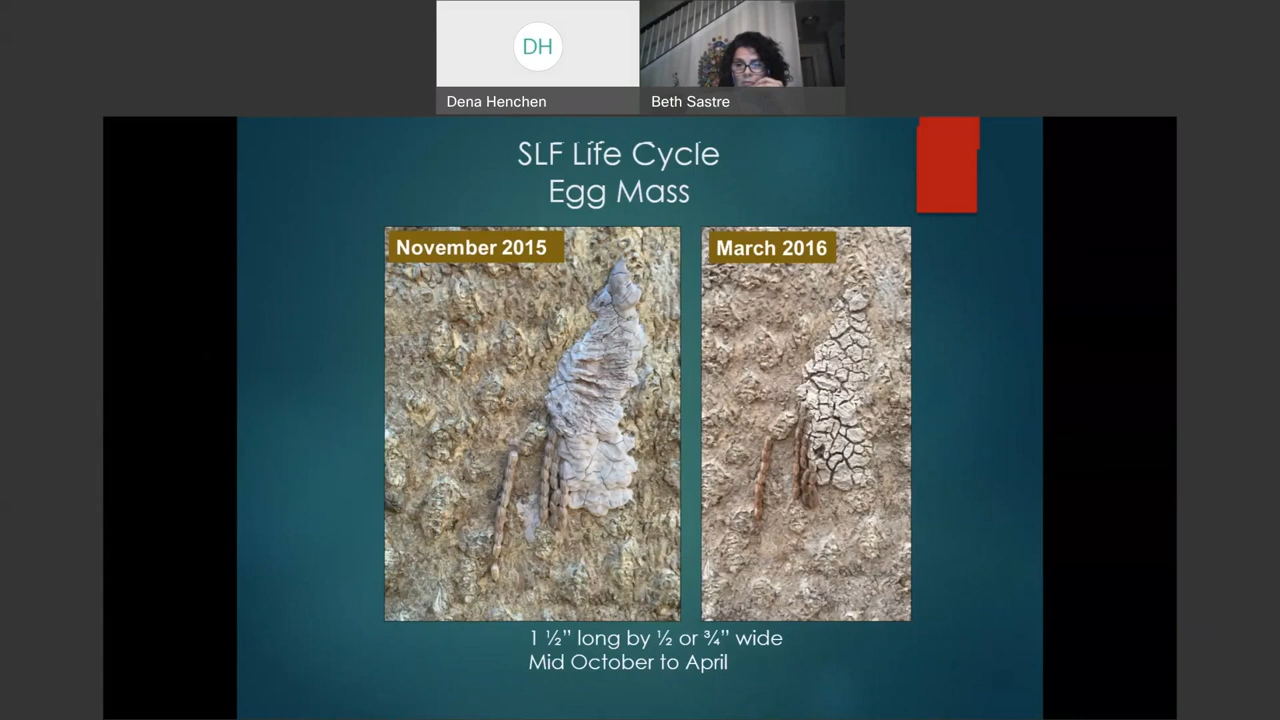 DH
Dena Henchen
Beth Sastre
SLF Life Cycle
Egg Mass
November 2015
March 2016
1 ½” long by ½ or ¾” wide
Mid October to April